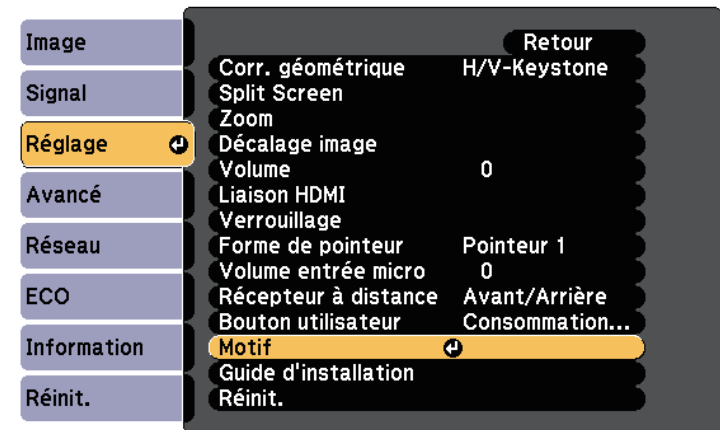 Image
Signal
Réglage
Avancé
Réseau
ECO
Information
Réinit.
Retour
Corr. géométrique H/V-Keystone
Split Screen
Zoom
Décalage image
Volume 0
Liaison HDMI
Verrouillage
Forme de pointeur Pointeur 1
Volume entrée micro 0
Récepteur à distance Avant/Arrière
Bouton utilisateur Consommation...
Motif
Guide d'installation
Réinit.